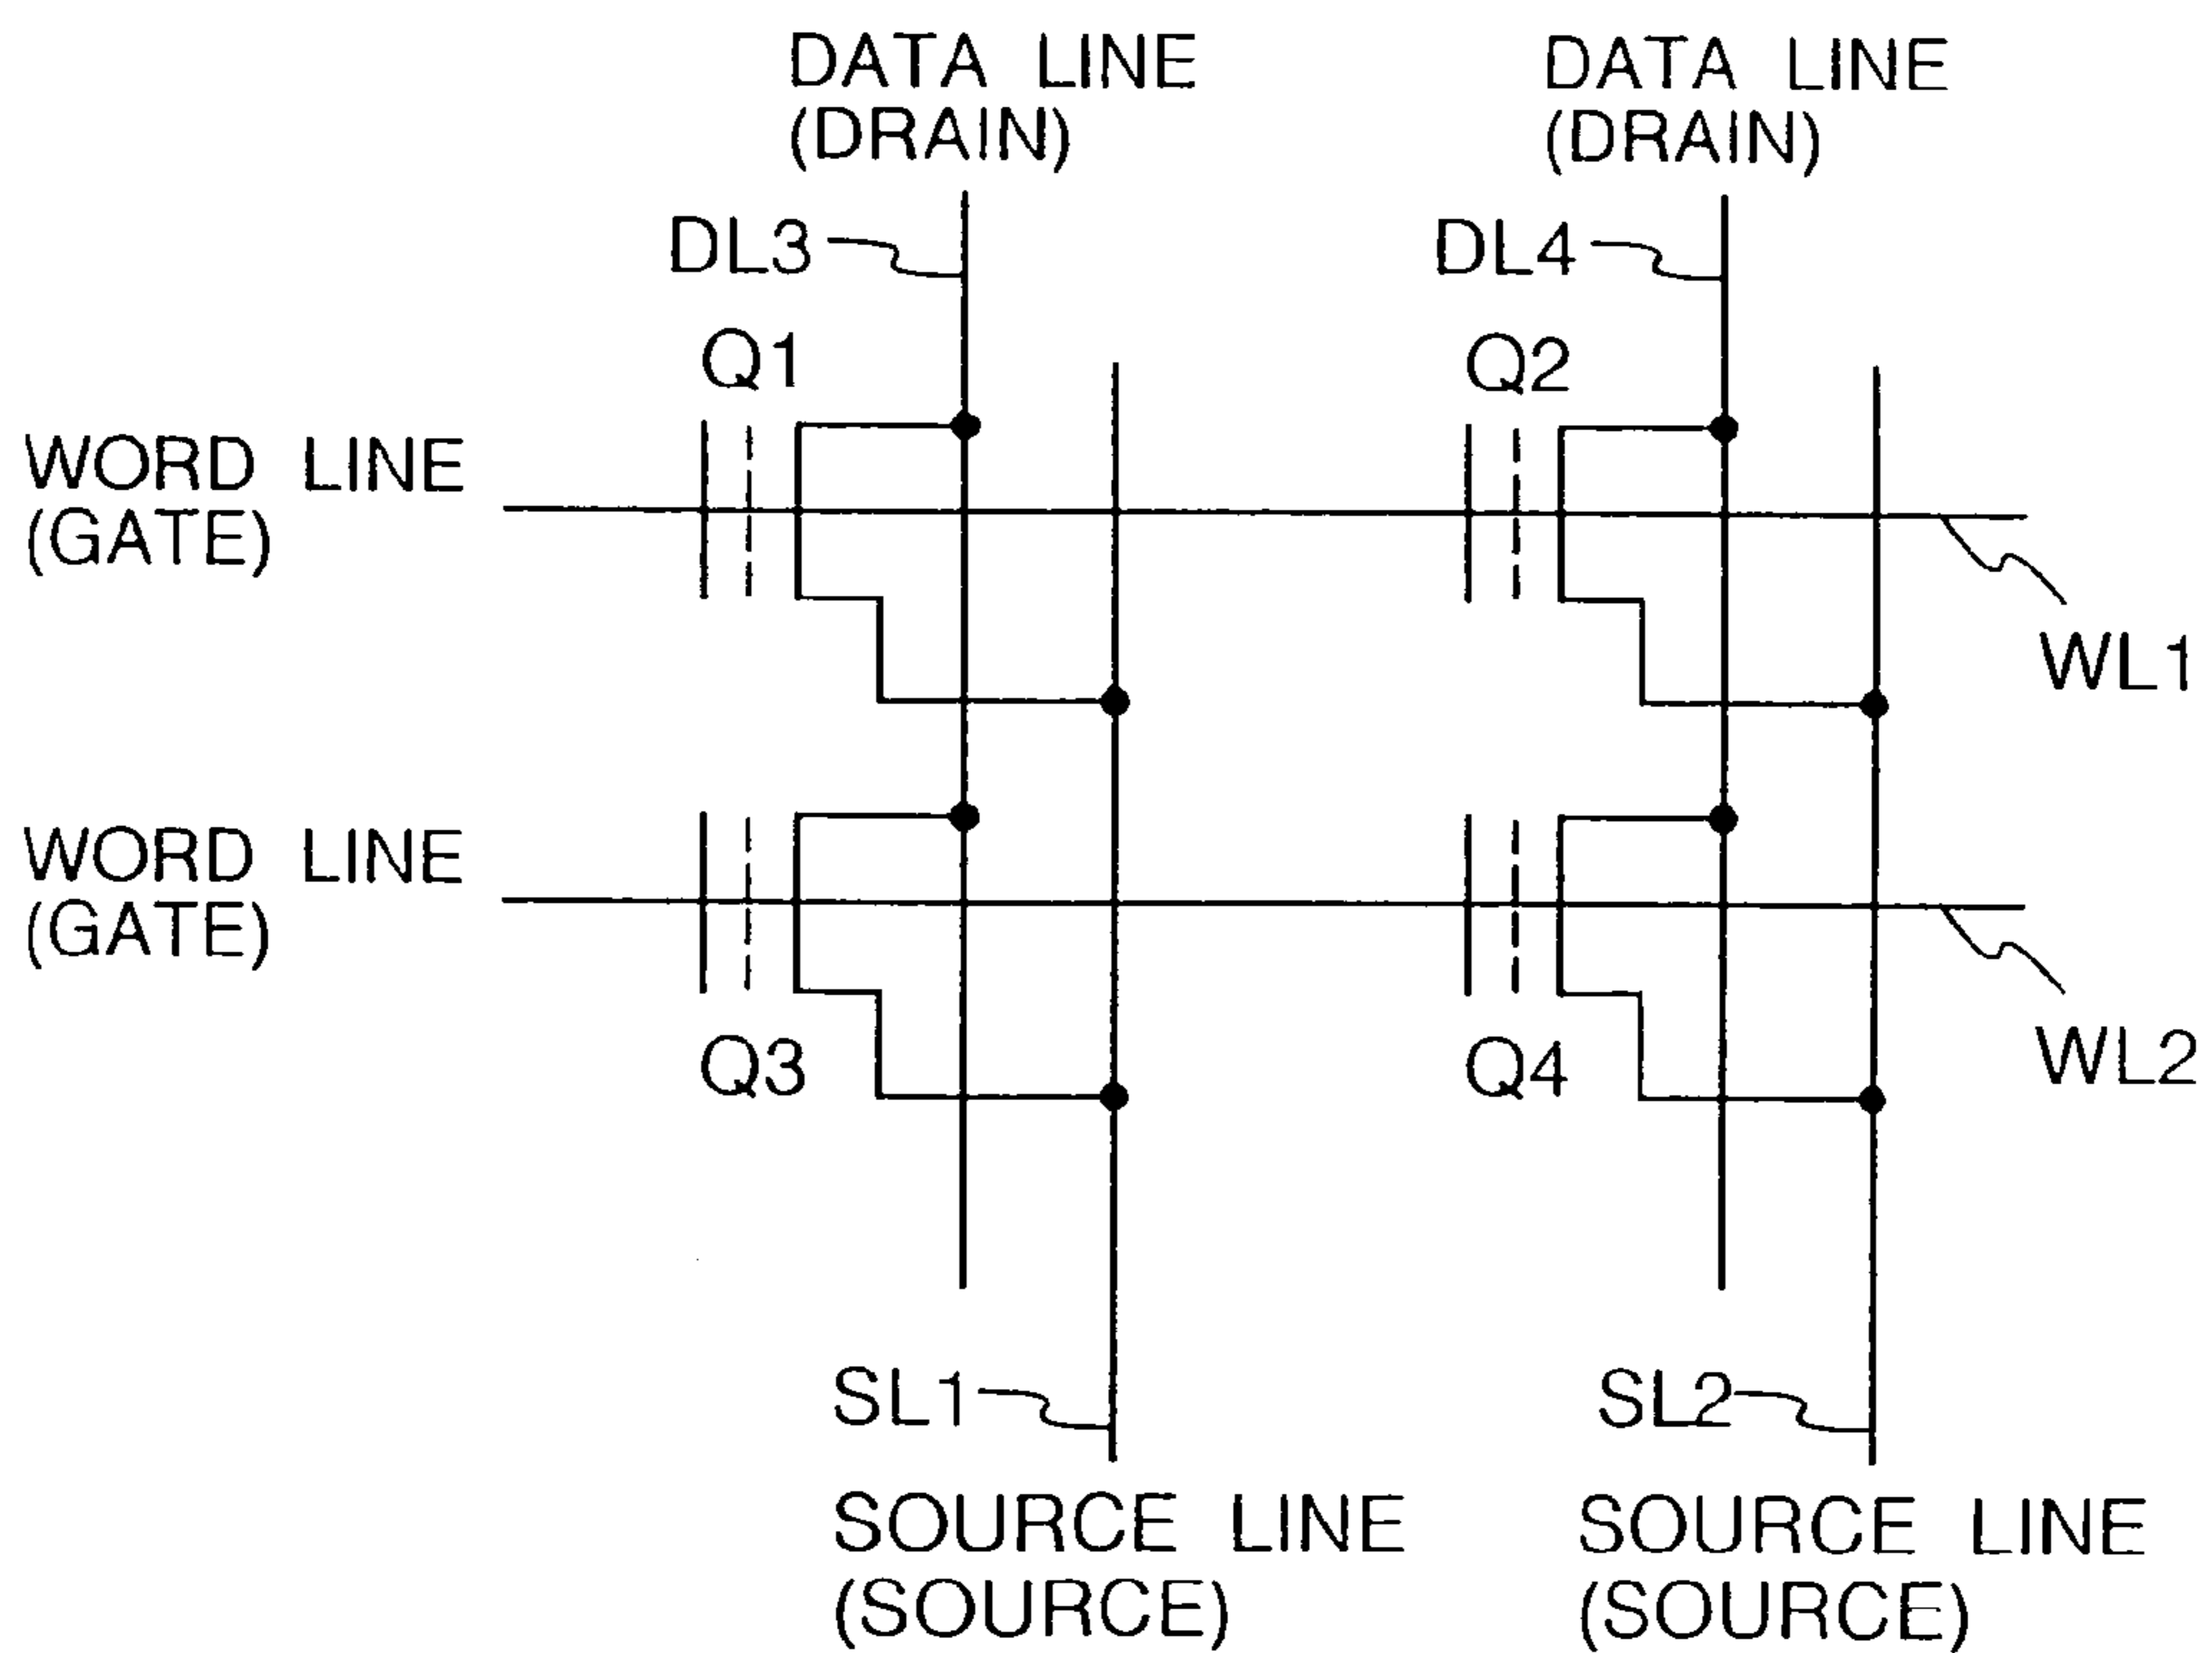 DATA LINE
(DRAIN)
DATA LINE
(DRAIN)
DL3
DL4
Q1
Q2
WORD LINE
(GATE)
WL1
WORD LINE
(GATE)
Q3
Q4
WL2
SL1
SL2
SOURCE LINE
(SOURCE)
SOURCE LINE
(SOURCE)